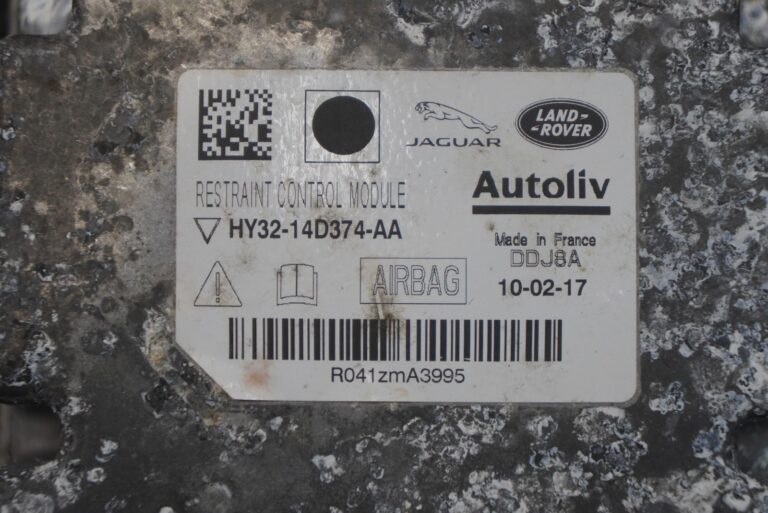 JAGUAR
LAND-
-ROVER
RESTRAINT CONTROL MODULE
Autoliv
HY32-14D374-AA
Made in France
DDJ8A
AIRBAG
10-02-17
R041zmA3995